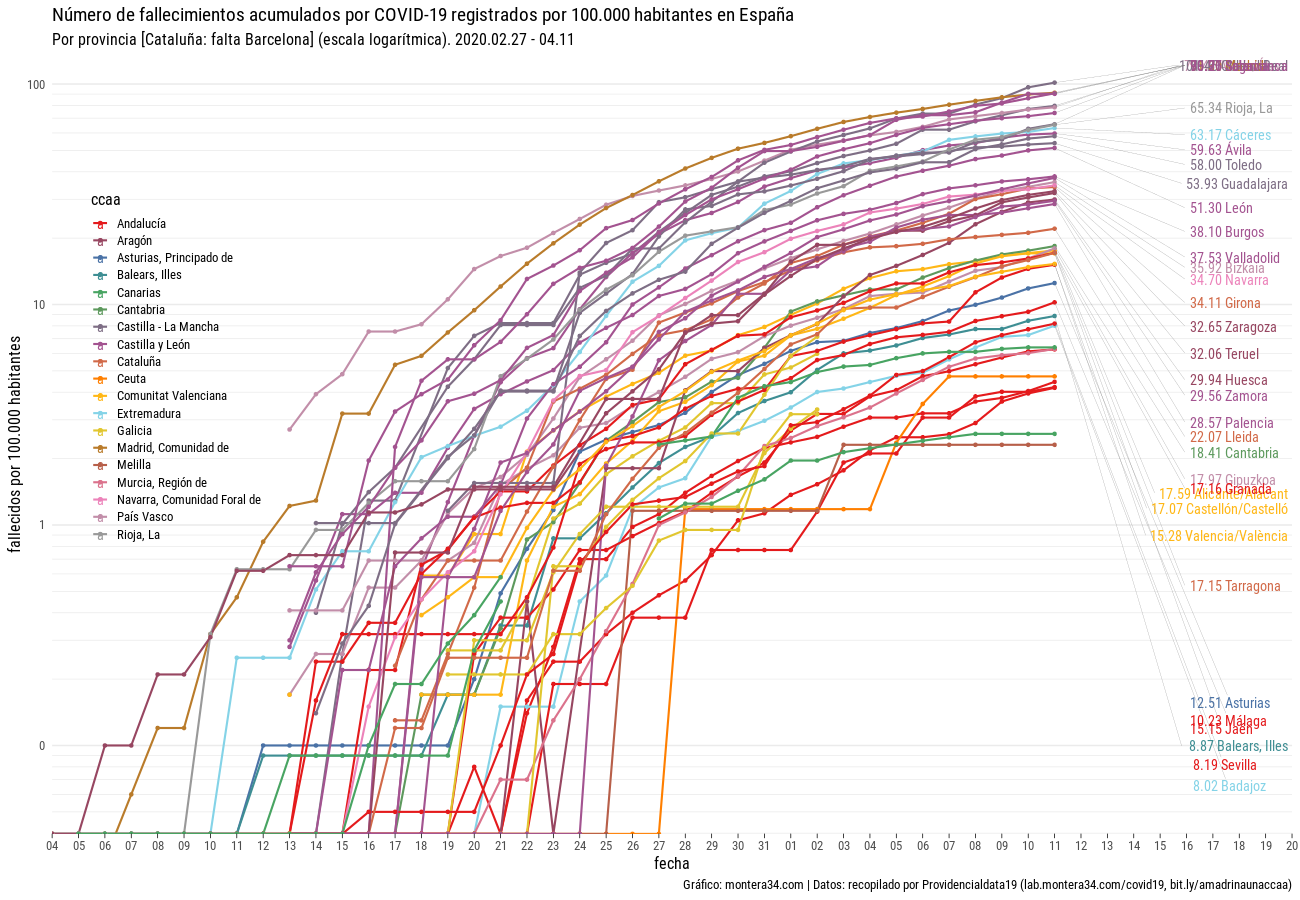 Número de fallecimientos acumulados por COVID-19 registrados por 100.000 habitantes en España
Por provincia [Cataluña: falta Barcelona] (escala logarítmica). 2020.02.27 - 04.11
fallecidos por 100.000 habitantes
100
10
1
0
ccaa
Andalucía
Aragón
Asturias, Principado de
Balears, Illes
Canarias
Cantabria
Castilla - La Mancha
Castilla y León
Cataluña
Ceuta
Comunitat Valenciana
Extremadura
Galicia
Madrid, Comunidad de
Melilla
Murcia, Región de
Navarra, Comunidad Foral de
País Vasco
Rioja, La
65.34 Rioja, La
63.17 Cáceres
59.63 Ávila
58.00 Toledo
53.93 Guadalajara
51.30 León
38.10 Burgos
37.53 Valladolid
35.92 Bizkaia
34.70 Navarra
34.11 Girona
32.65 Zaragoza
32.06 Teruel
29.94 Huesca
29.56 Zamora
28.57 Palencia
22.07 Lleida
18.41 Cantabria
17.97 Gipuzkoa
17.16 Granada
17.59 Alicante/Alacant
17.07 Castellón/Castelló
15.28 Valencia/València
17.15 Tarragona
12.51 Asturias
10.23 Málaga
15.15 Jaén
8.87 Balears, Illes
8.19 Sevilla
8.02 Badajoz
04 05 06 07 08 09 10 11 12 13 14 15 16 17 18 19 20 21 22 23 24 25 26 27 28 29 30 31 01 02 03 04 05 06 07 08 09 10 11 12 13 14 15 16 17 18 19 20
fecha
Gráfico: montera34.com | Datos: recopilado por Providencialdata19 (lab.montera34.com/covid19, bit.ly/amadrinaunaccaa)